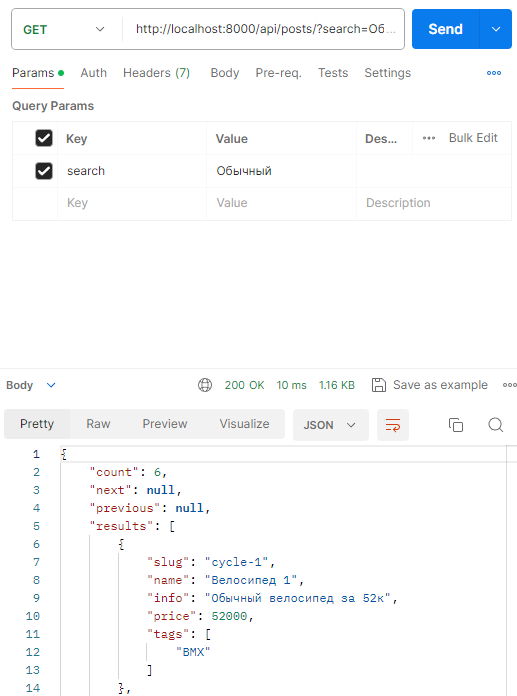 GET http://localhost:8000/api/posts/?search=Об... Send
Params Auth Headers (7) Body Pre-req. Tests Settings
Query Params
Key Value Des... Bulk Edit
search Обычный
Key Value Description
Body 200 OK 10 ms 1.16 KB Save as example
Pretty Raw Preview Visualize JSON
1 {
2 "count": 6,
3 "next": null,
4 "previous": null,
5 "results": [
6 {
7 "slug": "cycle-1",
8 "name": "Велосипед 1",
9 "info": "Обычный велосипед за 52к",
10 "price": 52000,
11 "tags": [
12 "BMX"
13 ]
14 },